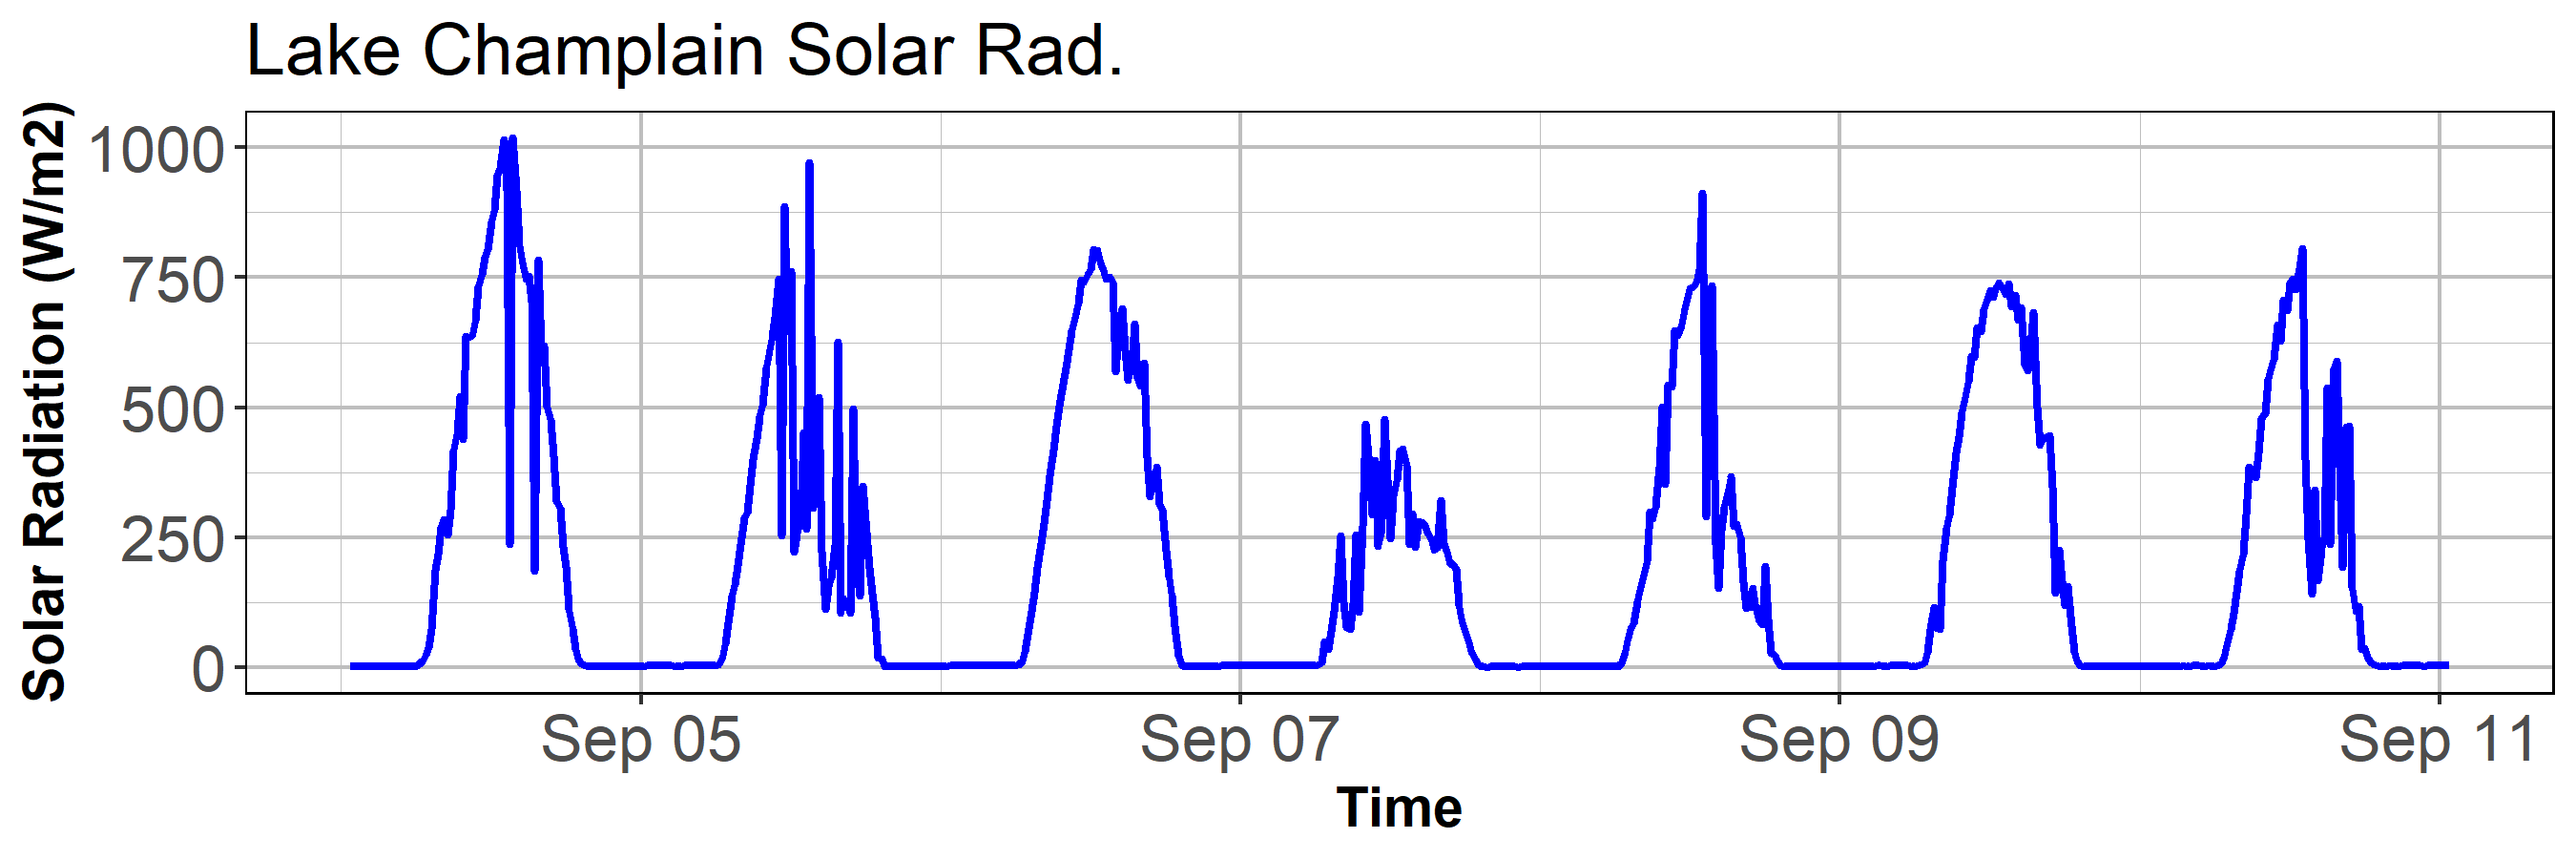 Lake Champlain Solar Rad.
Solar Radiation (W/m2)
1000
750
500
250
0
Sep 05
Sep 07
Sep 09
Sep 11
Time